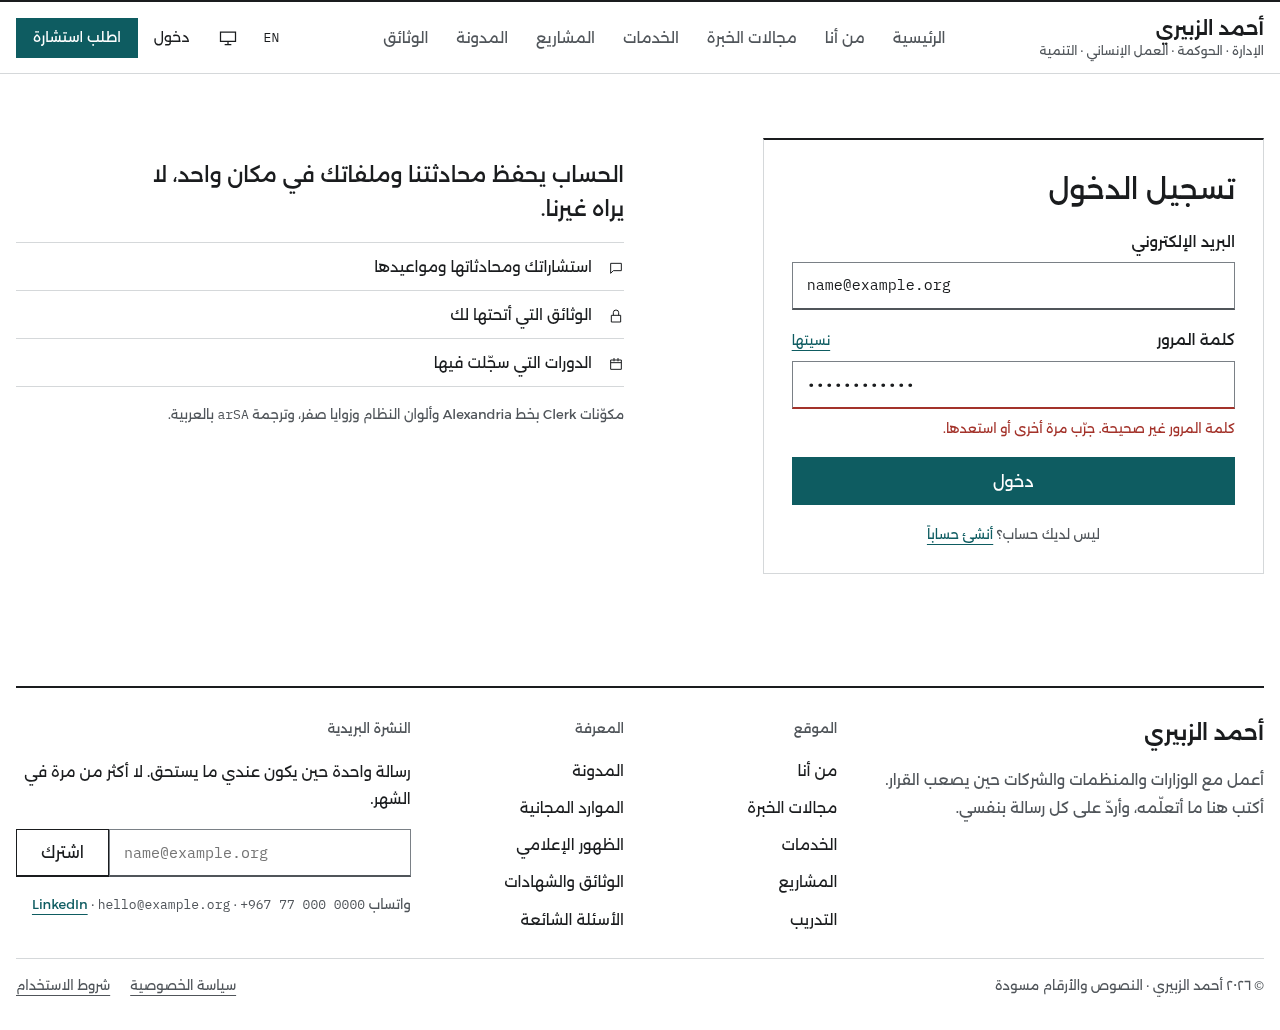 أحمد الزبيري
الإدارة · الحوكمة · العمل الإنساني · التنمية
الرئيسية
من أنا
مجالات الخبرة
الخدمات
المشاريع
المدونة
الوثائق
EN
دخول
اطلب استشارة
تسجيل الدخول
البريد الإلكتروني
name@example.org
كلمة المرور
نسيتها
••••••••••••
كلمة المرور غير صحيحة. جرّب مرة أخرى أو استعدها.
دخول
ليس لديك حساب؟ أنشئ حساباً
الحساب يحفظ محادثتنا وملفاتك في مكان واحد، لا
يراه غيرنا.
استشاراتك ومحادثاتها ومواعيدها
الوثائق التي أتحتها لك
الدورات التي سجّلت فيها
مكوّنات Clerk بخط Alexandria وألوان النظام وزوايا صفر، وترجمة arSA بالعربية.
أحمد الزبيري
أعمل مع الوزارات والمنظمات والشركات حين يصعب القرار.
أكتب هنا ما أتعلّمه، وأردّ على كل رسالة بنفسي.
الموقع
من أنا
مجالات الخبرة
الخدمات
المشاريع
التدريب
المعرفة
المدونة
الموارد المجانية
الظهور الإعلامي
الوثائق والشهادات
الأسئلة الشائعة
النشرة البريدية
رسالة واحدة حين يكون عندي ما يستحق. لا أكثر من مرة في
الشهر.
name@example.org
اشترك
واتساب +967 77 000 0000 · hello@example.org · LinkedIn
© ٢٠٢٦ أحمد الزبيري · النصوص والأرقام مسودة
سياسة الخصوصية
شروط الاستخدام